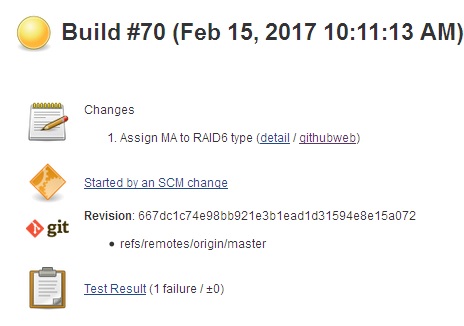 Build #70 (Feb 15, 2017 10:11:13 AM)
Changes
1. Assign MA to RAID6 type (detail / githubweb)
Started by an SCM change
git
Revision: 667dc1c74e98bb921e3b1ead1d31594e8e15a072
• refs/remotes/origin/master
Test Result (1 failure / ±0)